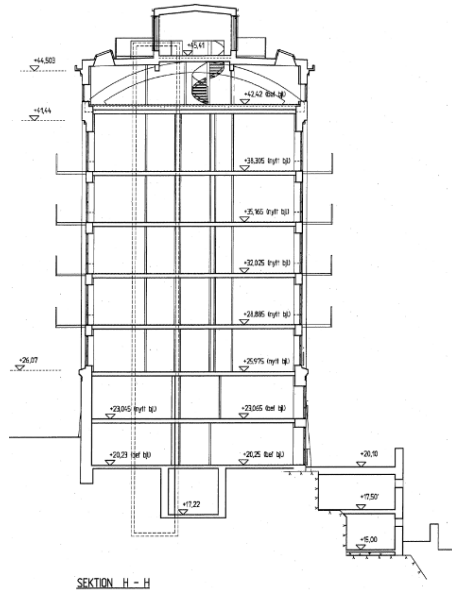 +45,41
+44,503
+42,42 (bef bjl)
+41,44
+38,305 (nytt bjl)
+35,165 (nytt bjl)
+32,025 (nytt bjl)
+28,885 (nytt bjl)
+26,07
+25,975 (nytt bjl)
+23,045 (nytt bjl)
+23,065 (bef bjl)
+20,23 (bef bjl)
+20,25 (bef bjl)
+20,10
+17,22
+17,50
+15,00
SEKTION H - H